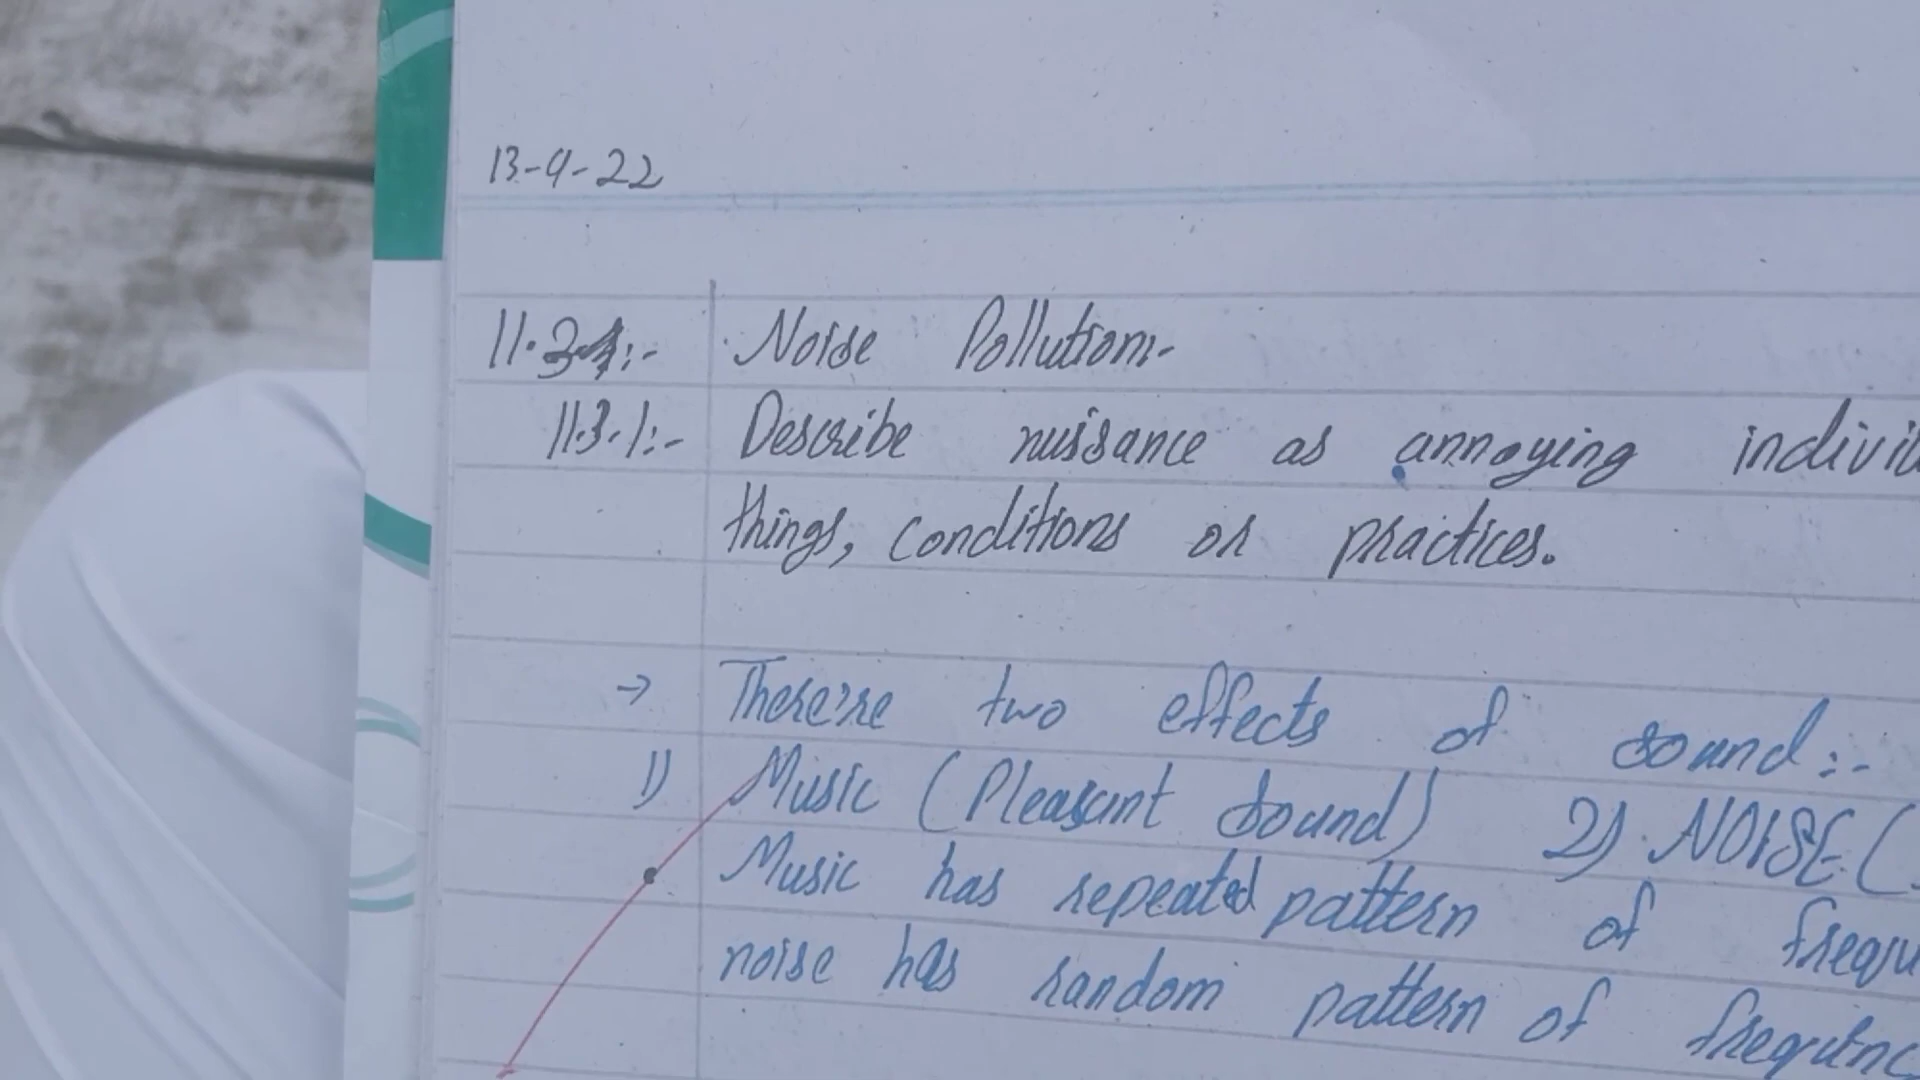 13-9-22
11.3:- Noise Pollution:-
11.3.1:- Describe nuisance as annoying
things, conditions or practices.
→ There're two effects of sound:-
1) Music (Pleasant sound) 2) NOISE (
• Music has repeated pattern of
noise has random pattern of